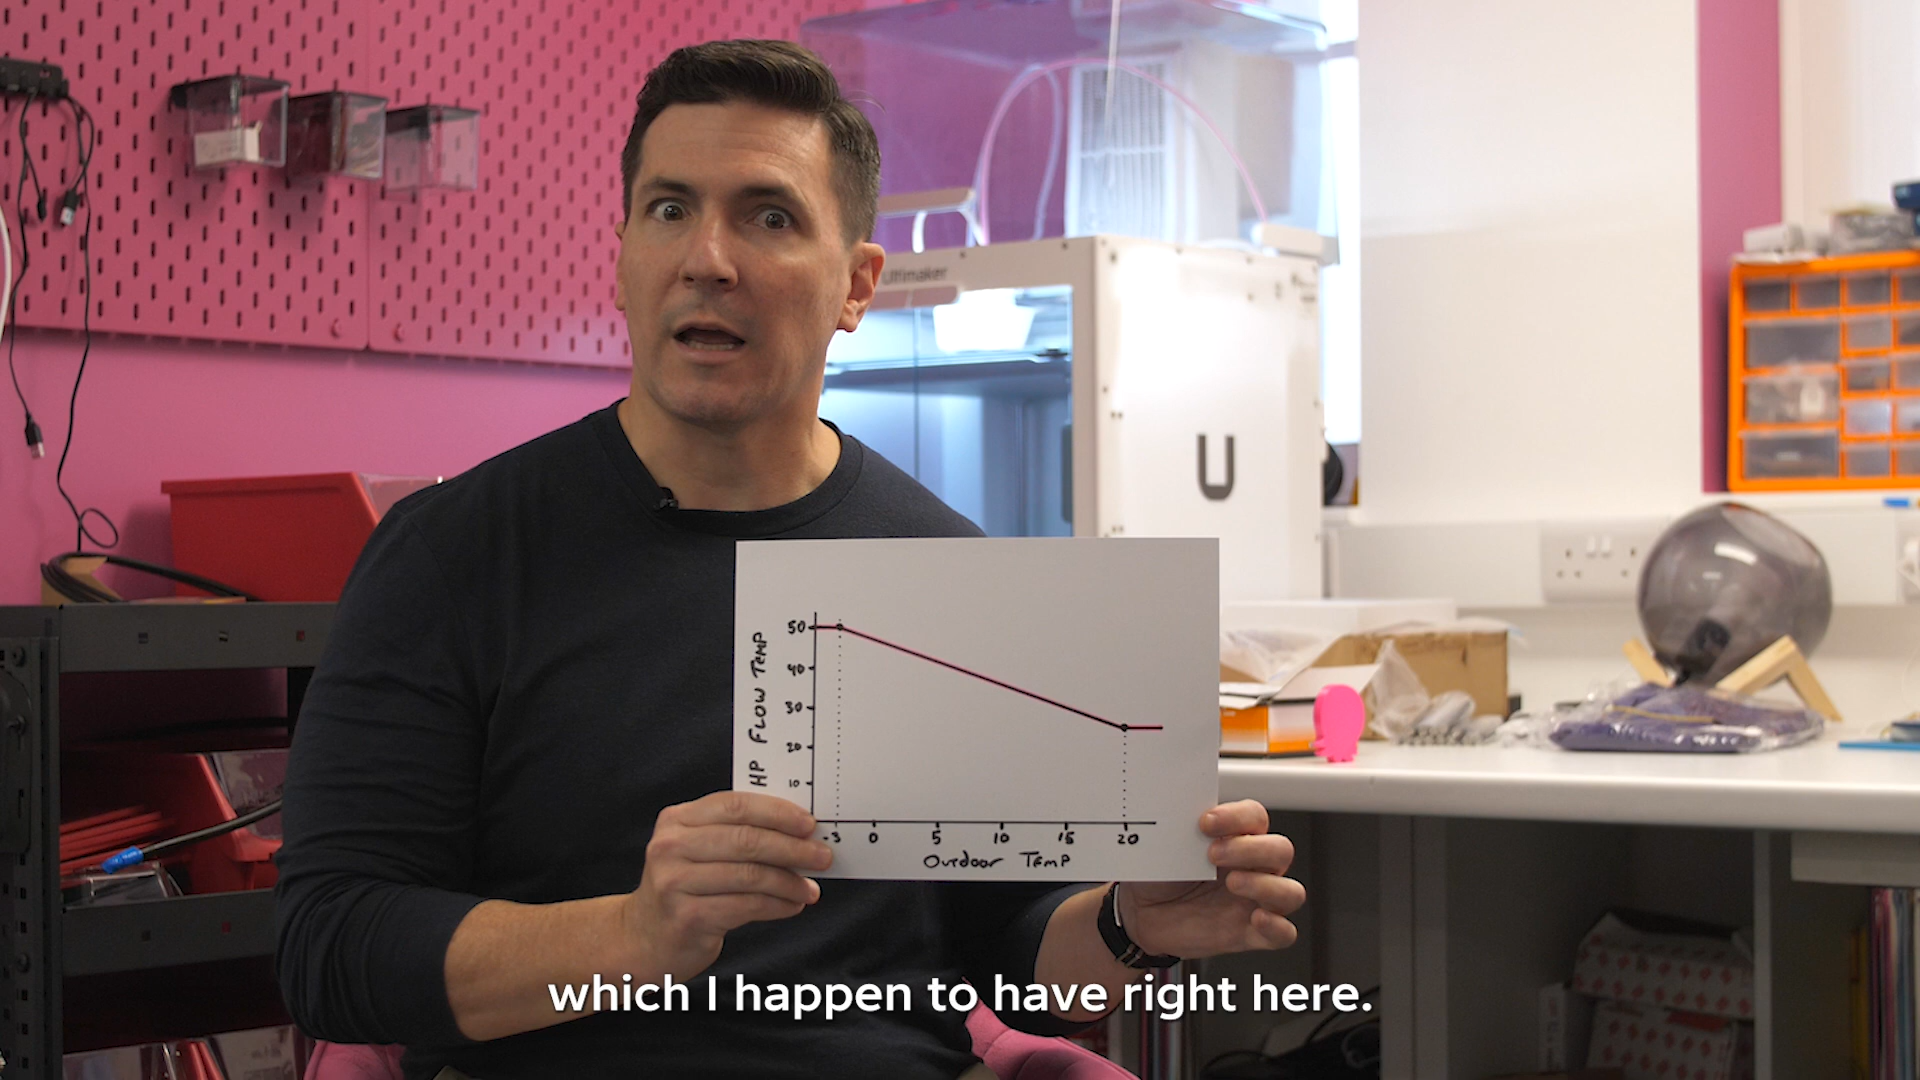 Ultimaker
U
50
40
30
20
10
HP Flow Temp
-3 0 5 10 15 20
Outdoor Temp
which I happen to have right here.